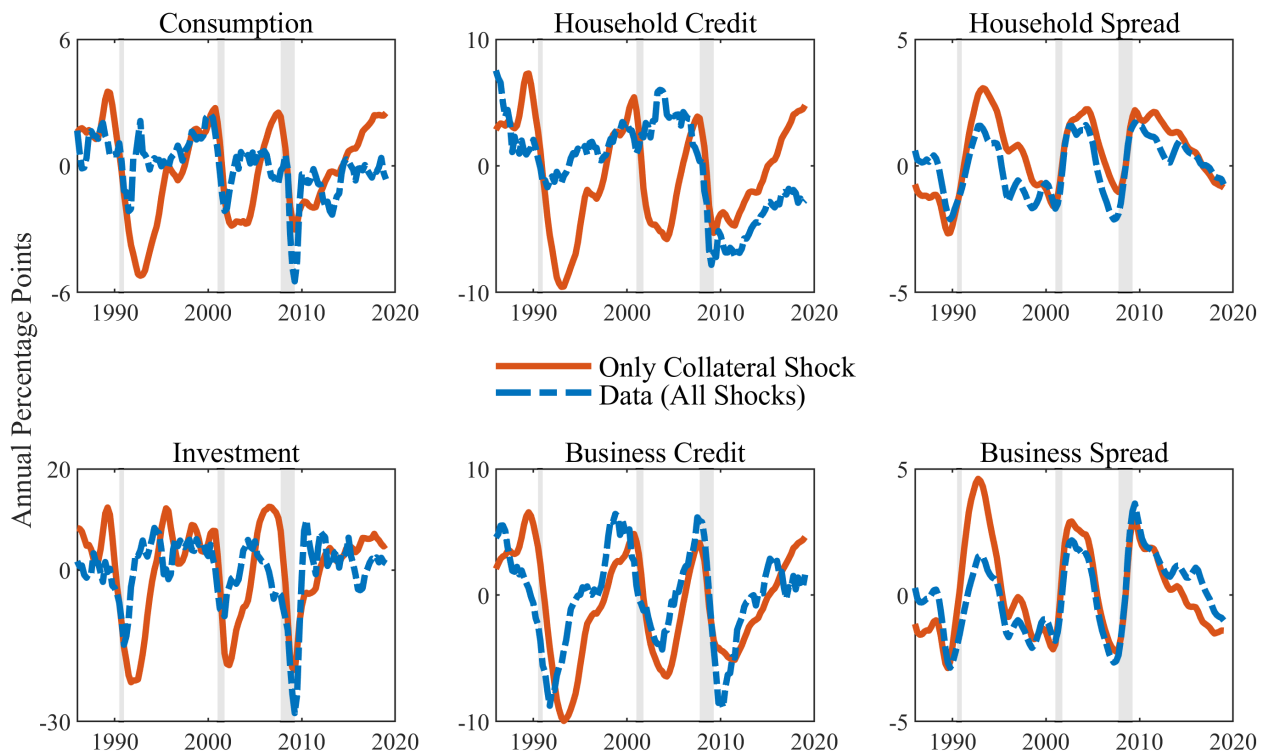 Consumption
Household Credit
Household Spread
6
0
-6
1990 2000 2010 2020
10
0
-10
1990 2000 2010 2020
5
0
-5
1990 2000 2010 2020
Annual Percentage Points
Only Collateral Shock
Data (All Shocks)
Investment
Business Credit
Business Spread
20
0
-30
1990 2000 2010 2020
10
0
-10
1990 2000 2010 2020
5
0
-5
1990 2000 2010 2020